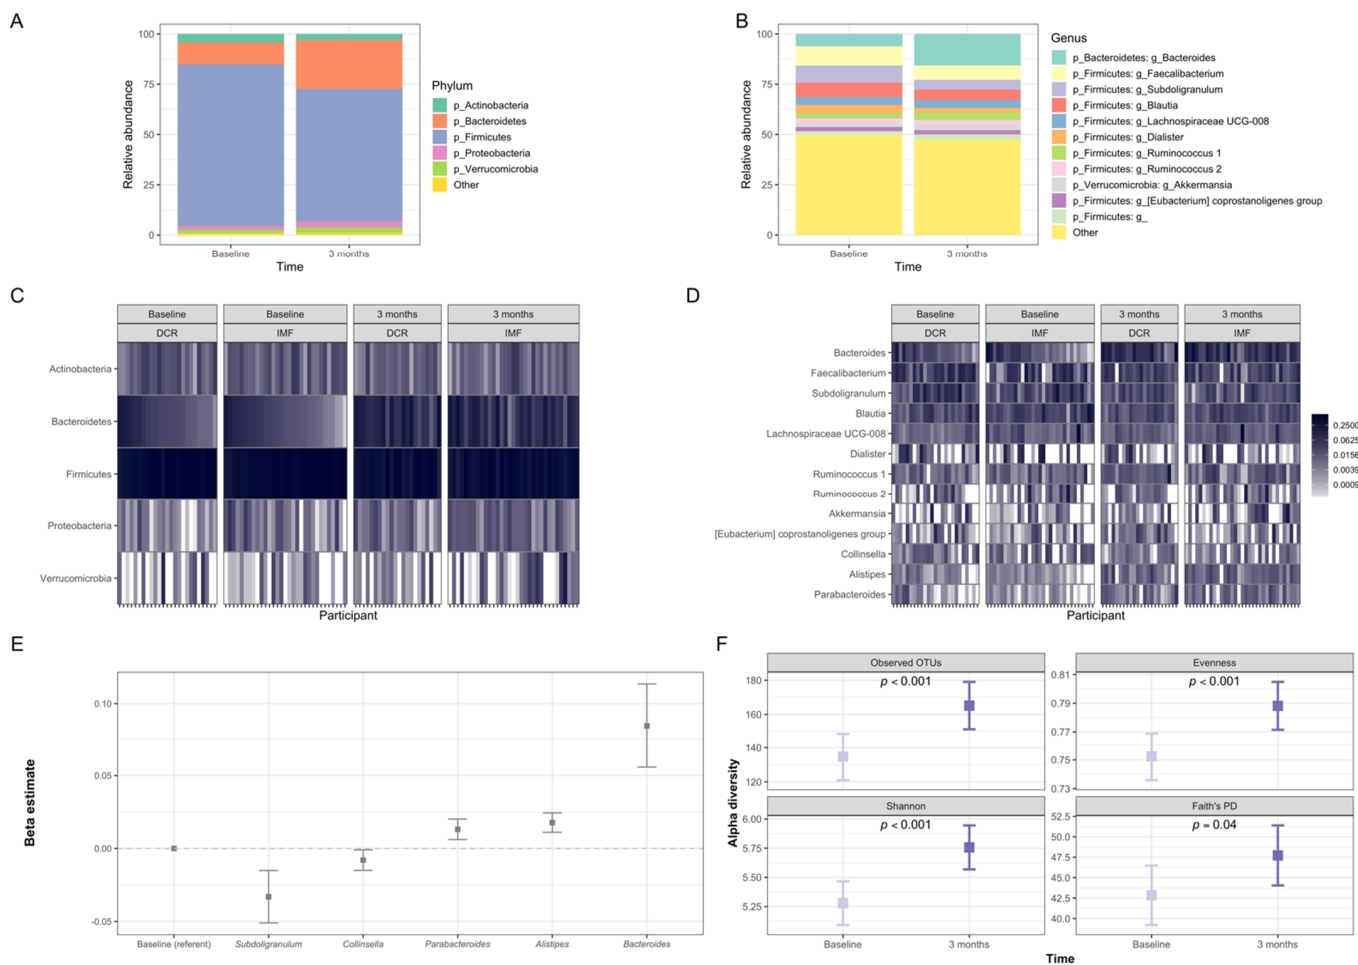 A
Relative abundance
100
75
50
25
0
Baseline
3 months
Time
Phylum
p_Actinobacteria
p_Bacteroidetes
p_Firmicutes
p_Proteobacteria
p_Verrucomicrobia
Other
B
Relative abundance
100
75
50
25
0
Baseline
3 months
Time
Genus
p_Bacteroidetes: g_Bacteroides
p_Firmicutes: g_Faecalibacterium
p_Firmicutes: g_Subdoligranulum
p_Firmicutes: g_Blautia
p_Firmicutes: g_Lachnospiraceae UCG-008
p_Firmicutes: g_Dialister
p_Firmicutes: g_Ruminococcus 1
p_Firmicutes: g_Ruminococcus 2
p_Verrucomicrobia: g_Akkermansia
p_Firmicutes: g_[Eubacterium] coprostanoligenes group
p_Firmicutes: g_
Other
C
Baseline
Baseline
3 months
3 months
DCR
IMF
DCR
IMF
Actinobacteria
Bacteroidetes
Firmicutes
Proteobacteria
Verrucomicrobia
Participant
D
Baseline
Baseline
3 months
3 months
DCR
IMF
DCR
IMF
Bacteroides
Faecalibacterium
Subdoligranulum
Blautia
Lachnospiraceae UCG-008
Dialister
Ruminococcus 1
Ruminococcus 2
Akkermansia
[Eubacterium] coprostanoligenes group
Collinsella
Alistipes
Parabacteroides
Participant
0.2500
0.0156
0.0039
0.0009
E
Beta estimate
0.10
0.05
0.00
-0.05
Baseline (referent)
Subdoligranulum
Collinsella
Parabacteroides
Alistipes
Bacteroides
F
Alpha diversity
Observed OTUs
p < 0.001
180
160
140
120
Evenness
p < 0.001
0.81
0.79
0.77
0.75
0.73
Shannon
p < 0.001
6.00
5.75
5.50
5.25
Faith's PD
p = 0.04
52.5
50.0
47.5
45.0
42.5
40.0
Baseline
3 months
Baseline
3 months
Time